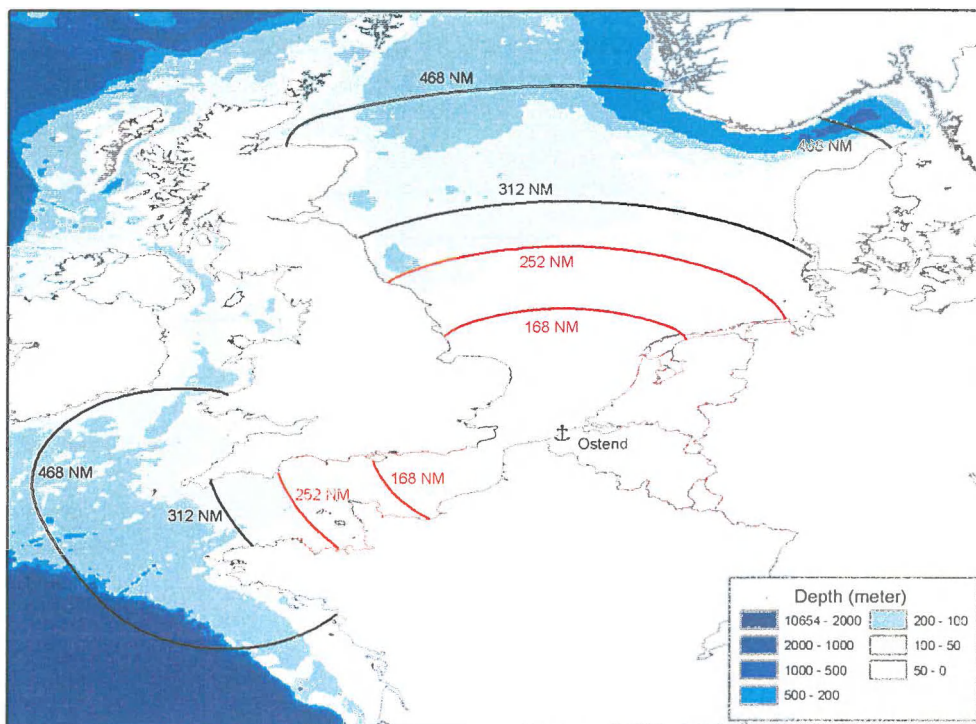 468 NM
468 NM
312 NM
252 NM
168 NM
Ostend
468 NM
312 NM
252 NM
168 NM
Depth (meter)
10654 - 2000
2000 - 1000
1000 - 500
500 - 200
200 - 100
100 - 50
50 - 0